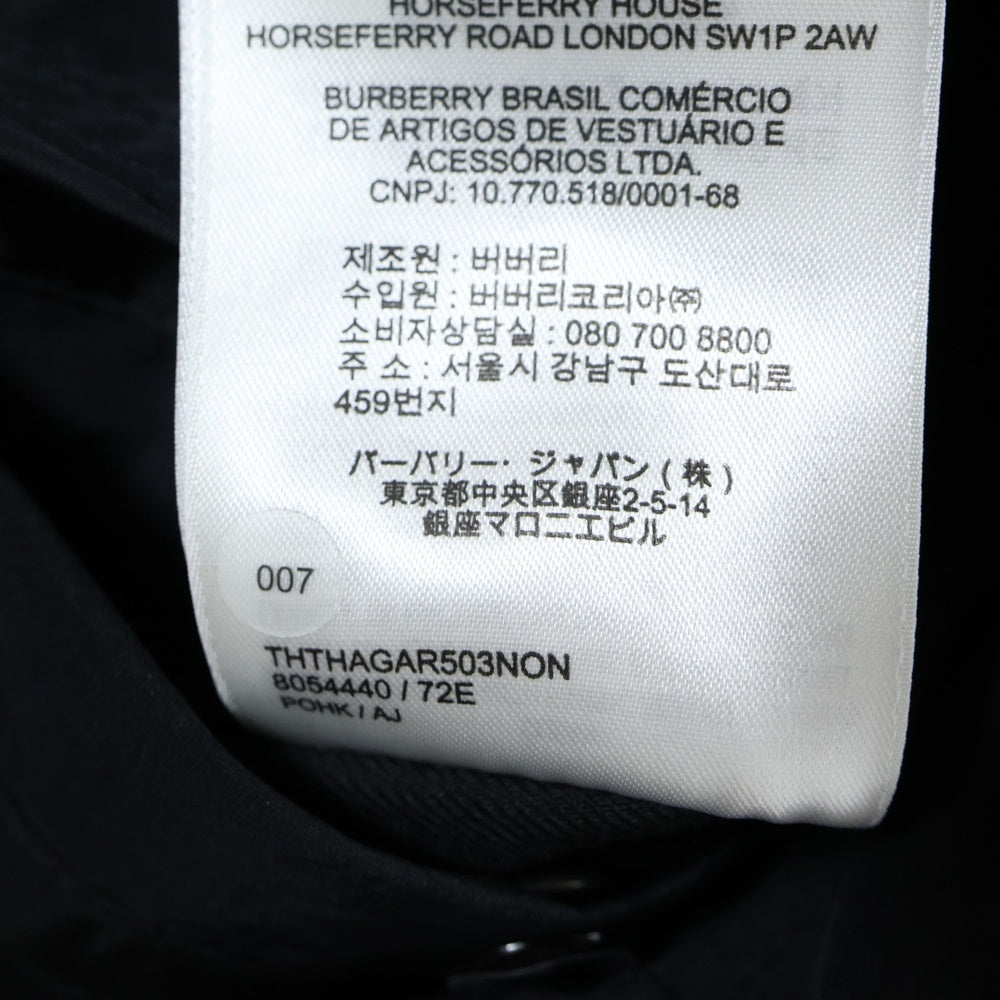 HORSEFERRY HOUSE
HORSEFERRY ROAD LONDON SW1P 2AW
BURBERRY BRASIL COMÉRCIO
DE ARTIGOS DE VESTUÁRIO E
ACESSÓRIOS LTDA.
CNPJ: 10.770.518/0001-68
제조원 : 버버리
수입원 : 버버리코리아㈜
소비자상담실 : 080 700 8800
주 소 : 서울시 강남구 도산대로
459번지
バーバリー· ジャパン ( 株 )
東京都中央区銀座2-5-14
銀座マロニエビル
007
THTHAGAR503NON
8054440 / 72E
POHK / AJ